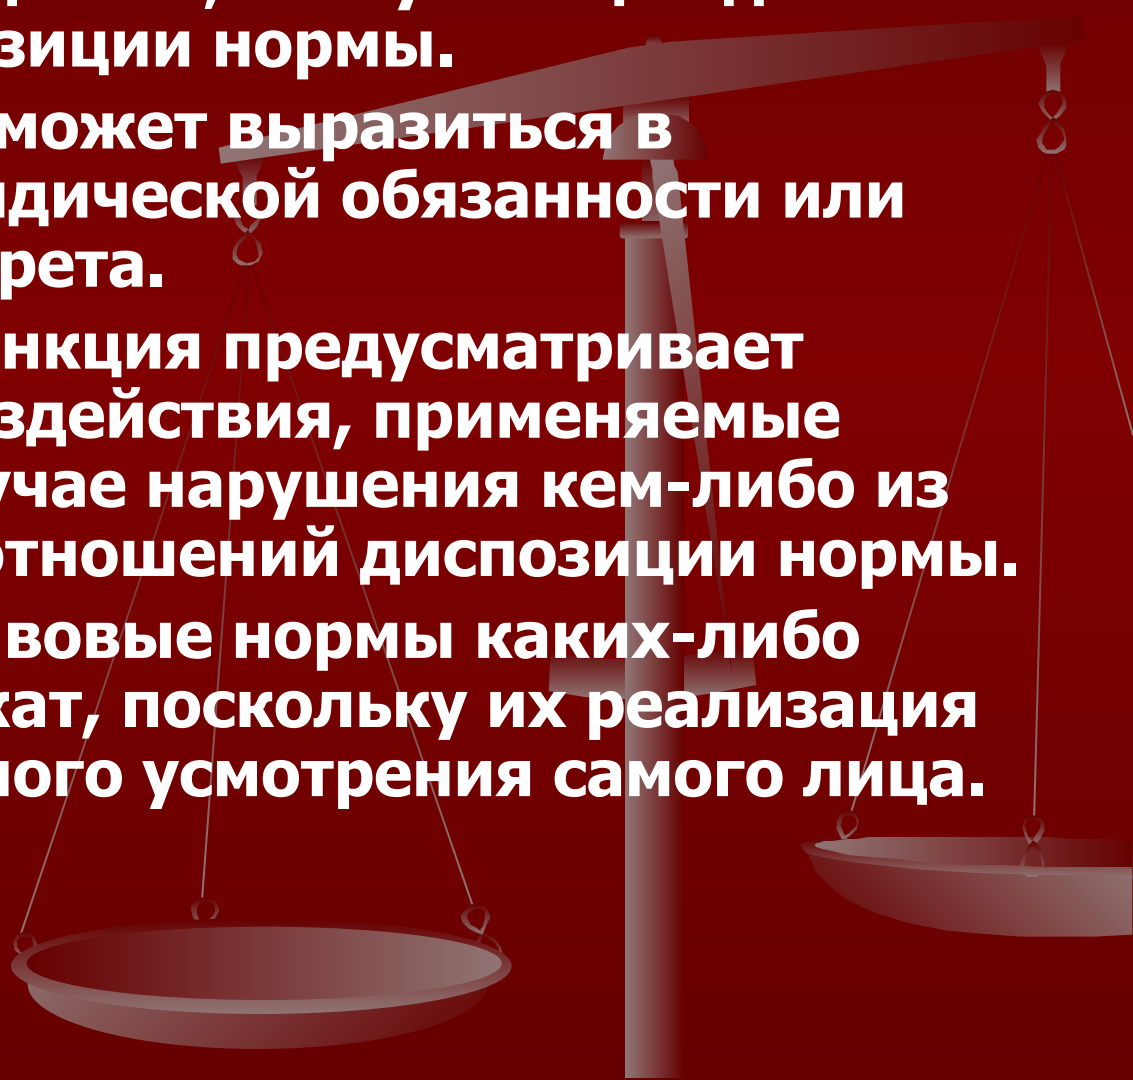 зиции нормы.
может выразиться в
дической обязанности или
рета.
нкция предусматривает
здействия, применяемые
учае нарушения кем-либо из
отношений диспозиции нормы.
вовые нормы каких-либо
кат, поскольку их реализация
ного усмотрения самого лица.